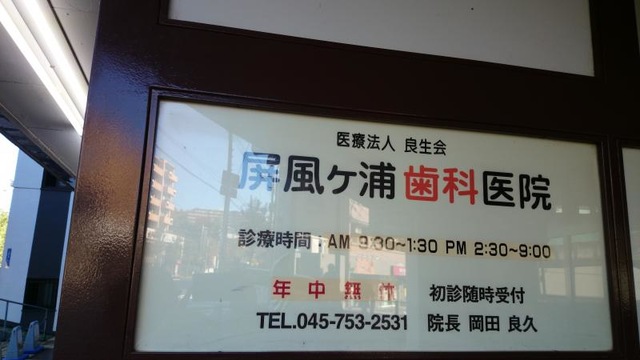 医療法人 良生会
屏風ヶ浦歯科医院
診療時間：AM 9:30~1:30 PM 2:30~9:00
年中無休 初診随時受付
TEL.045-753-2531 院長 岡田 良久